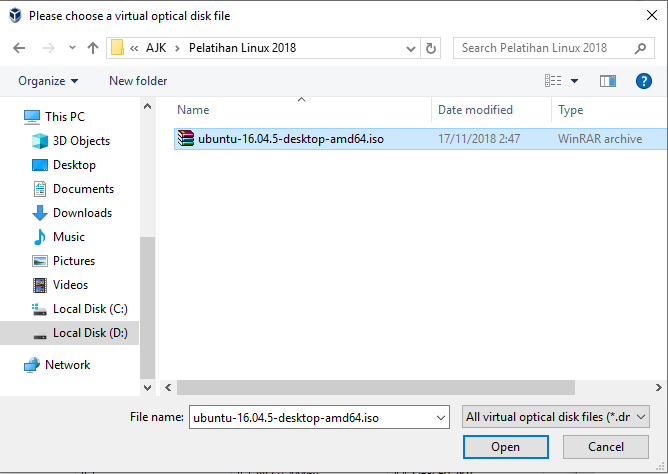 Please choose a virtual optical disk file
« AJK > Pelatihan Linux 2018
Search Pelatihan Linux 2018
Organize
New folder
Name
Date modified
Type
ubuntu-16.04.5-desktop-amd64.iso
17/11/2018 2:47
WinRAR archive
This PC
3D Objects
Desktop
Documents
Downloads
Music
Pictures
Videos
Local Disk (C:)
Local Disk (D:)
Network
File name:
ubuntu-16.04.5-desktop-amd64.iso
All virtual optical disk files (*.dr
Open
Cancel